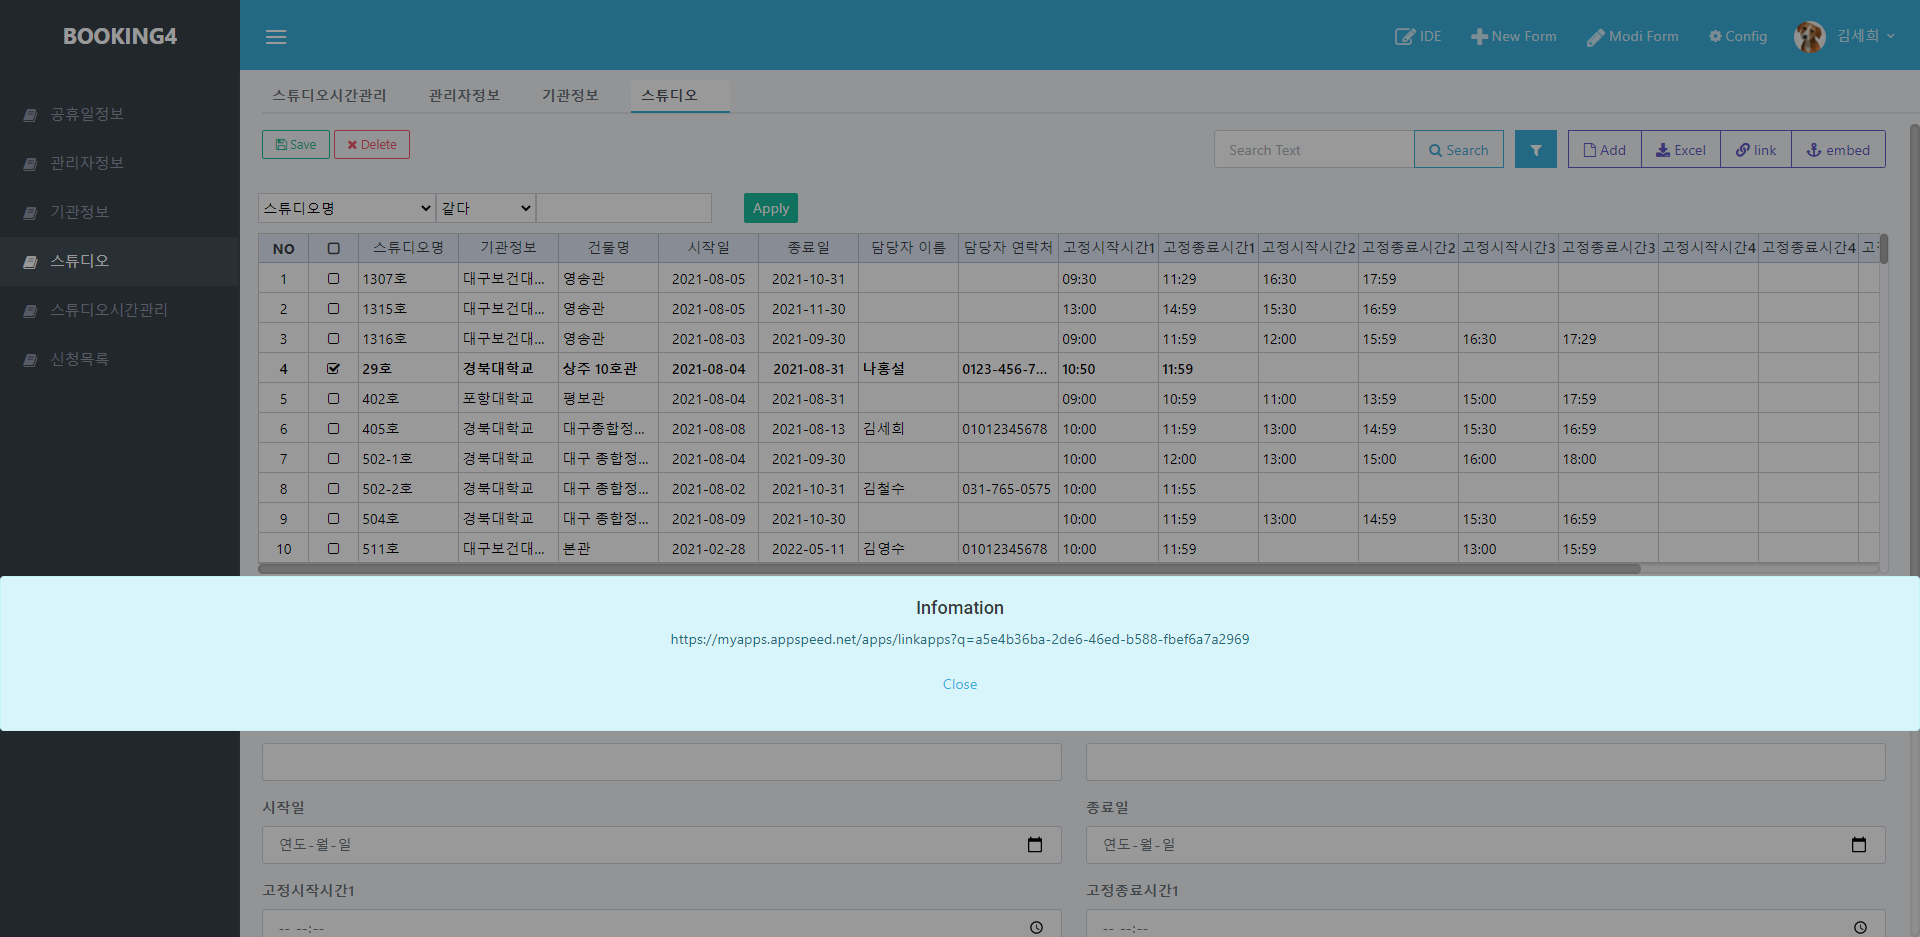 BOOKING4
IDE New Form Modi Form Config 김세희
공휴일정보
관리자정보
기관정보
스튜디오
스튜디오시간관리
신청목록
스튜디오시간관리 관리자정보 기관정보 스튜디오
Save Delete Search Text Search Add Excel link embed
스튜디오명 같다 Apply
NO 스튜디오명 기관정보 건물명 시작일 종료일 담당자 이름 담당자 연락처 고정시작시간1 고정종료시간1 고정시작시간2 고정종료시간2 고정시작시간3 고정종료시간3 고정시작시간4 고정종료시간4
1 1307호 대구보건대... 영송관 2021-08-05 2021-10-31 09:30 11:29 16:30 17:59
2 1315호 대구보건대... 영송관 2021-08-05 2021-11-30 13:00 14:59 15:30 16:59
3 1316호 대구보건대... 영송관 2021-08-03 2021-09-30 09:00 11:59 12:00 15:59 16:30 17:29
4 29호 경북대학교 상주 10호관 2021-08-04 2021-08-31 나홍설 0123-456-7... 10:50 11:59
5 402호 포항대학교 평보관 2021-08-04 2021-08-31 09:00 10:59 11:00 13:59 15:00 17:59
6 405호 경북대학교 대구종합정... 2021-08-08 2021-08-13 김세희 01012345678 10:00 11:59 13:00 14:59 15:30 16:59
7 502-1호 경북대학교 대구 종합정... 2021-08-04 2021-09-30 10:00 12:00 13:00 15:00 16:00 18:00
8 502-2호 경북대학교 대구 종합정... 2021-08-02 2021-10-31 김철수 031-765-0575 10:00 11:55
9 504호 경북대학교 대구 종합정... 2021-08-09 2021-10-30 10:00 11:59 13:00 14:59 15:30 16:59
10 511호 대구보건대... 본관 2021-02-28 2022-05-11 김영수 01012345678 10:00 11:59 13:00 15:59
Infomation
https://myapps.appspeed.net/apps/linkapps?q=a5e4b36ba-2de6-46ed-b588-fbef6a7a2969
Close
시작일 종료일
연도-월-일 연도-월-일
고정시작시간1 고정종료시간1
-- --:-- -- --:--